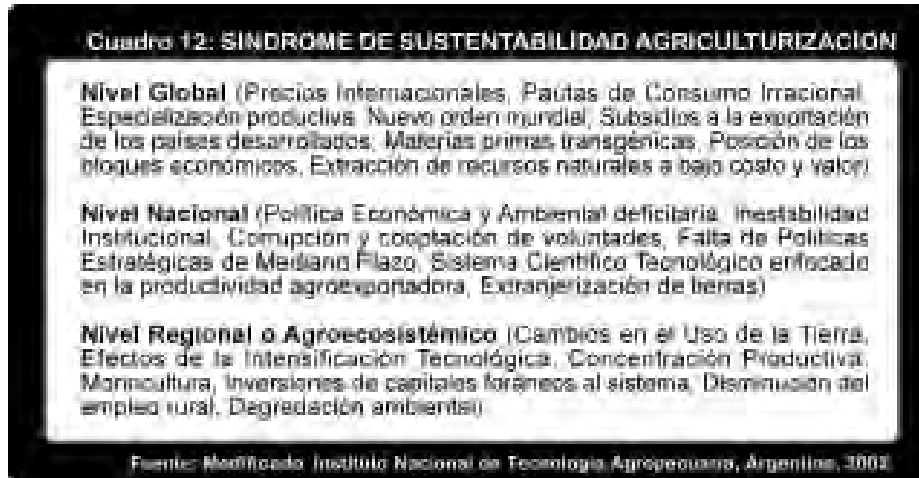 Cuadro 12: SINDROME DE SUSTENTABILIDAD AGRICULTURIZACIÓN
Nivel Global (Precios Internacionales, Pautas de Consumo Irracional,
Especialización productiva, Nuevo orden mundial, Subsidios a la exportación
de los países desarrollados, Materias primas transgénicas, Posición de los
bloques económicos, Extracción de recursos naturales a bajo costo y valor)
Nivel Nacional (Política Económica y Ambiental deficitaria, Inestabilidad
Institucional, Corrupción y cooptación de voluntades, Falta de Políticas
Estratégicas de Mediano Plazo, Sistema Científico Tecnológico enfocado
en la productividad agroexportadora, Extranjerización de tierras)
Nivel Regional o Agroecosistémico (Cambios en el Uso de la Tierra,
Efectos de la Intensificación Tecnológica, Concentración Productiva,
Monocultura, Inversiones de capitales foráneos al sistema, Disminución del
empleo rural, Degradación ambiental)
Fuente: Modificado Instituto Nacional de Tecnología Agropecuaria, Argentina,